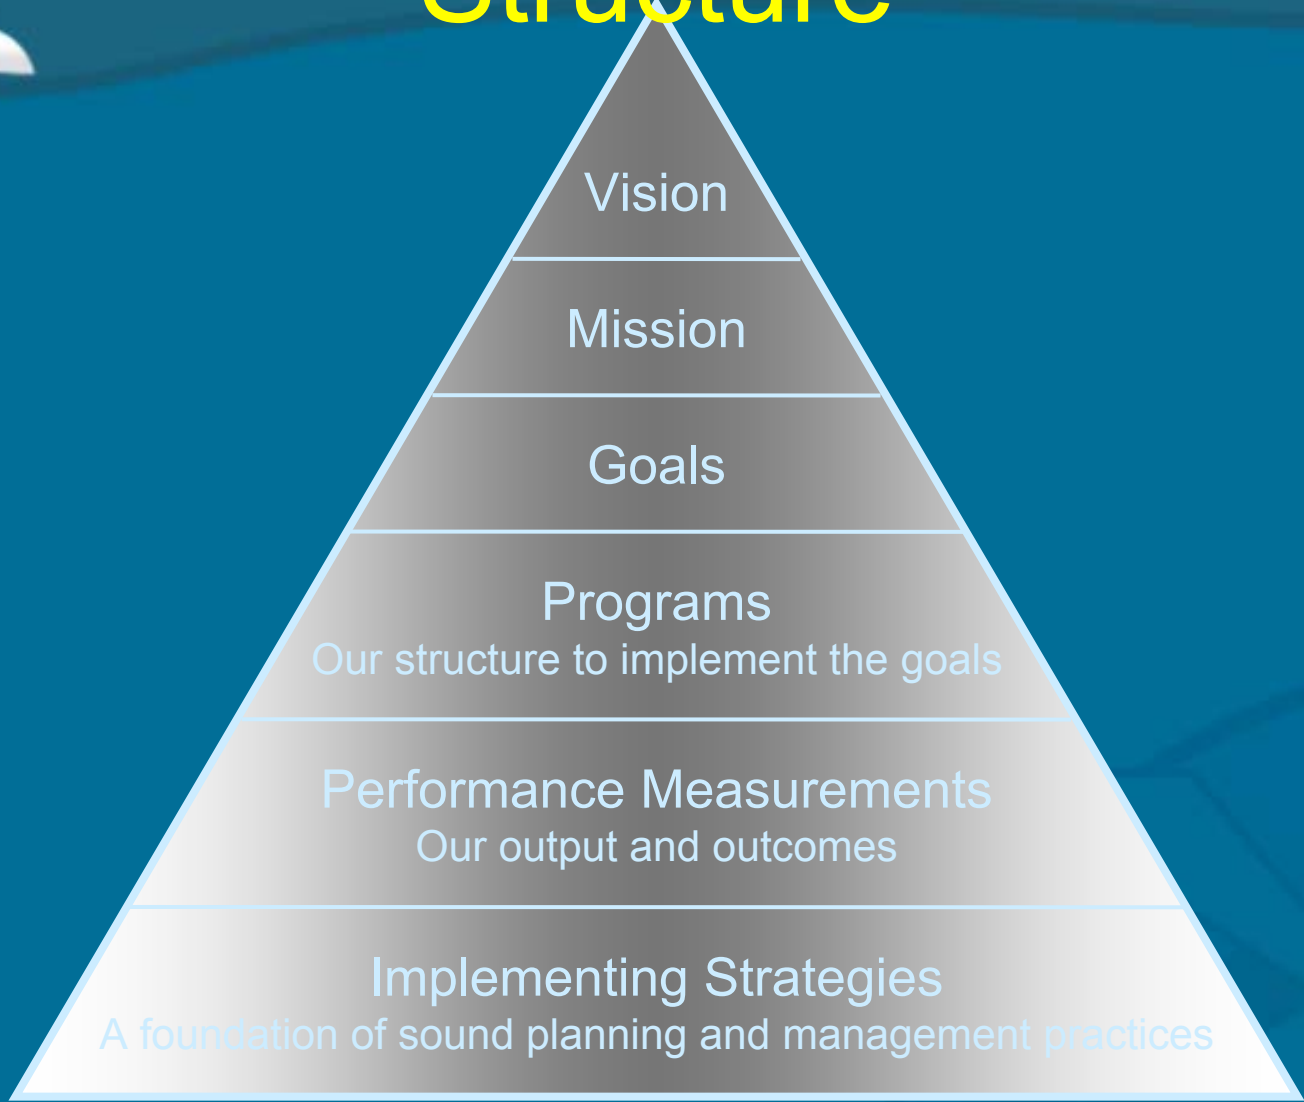 Structure
Vision
Mission
Goals
Programs
Our structure to implement the goals
Performance Measurements
Our output and outcomes
Implementing Strategies
A foundation of sound planning and management practices